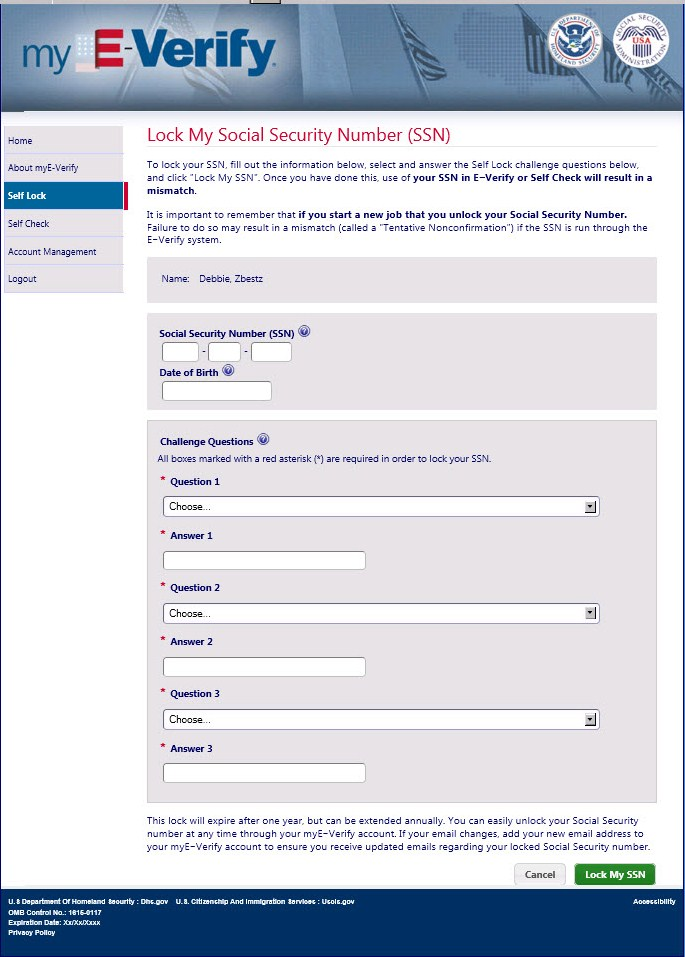 my E-Verify.
U.S. DEPARTMENT OF HOMELAND SECURITY
SOCIAL SECURITY ADMINISTRATION
USA
Home
About myE-Verify
Self Lock
Self Check
Account Management
Logout
Lock My Social Security Number (SSN)
To lock your SSN, fill out the information below, select and answer the Self Lock challenge questions below,
and click "Lock My SSN". Once you have done this, use of your SSN in E-Verify or Self Check will result in a
mismatch.
It is important to remember that if you start a new job that you unlock your Social Security Number.
Failure to do so may result in a mismatch (called a "Tentative Nonconfirmation") if the SSN is run through the
E-Verify system.
Name: Debbie, Zbestz
Social Security Number (SSN) ?
- -
Date of Birth ?
Challenge Questions ?
All boxes marked with a red asterisk (*) are required in order to lock your SSN.
* Question 1
Choose...
* Answer 1
* Question 2
Choose...
* Answer 2
* Question 3
Choose...
* Answer 3
This lock will expire after one year, but can be extended annually. You can easily unlock your Social Security
number at any time through your myE-Verify account. If your email changes, add your new email address to
your myE-Verify account to ensure you receive updated emails regarding your locked Social Security number.
Cancel
Lock My SSN
U.S Department Of Homeland Security : Dhs.gov U.S. Citizenship And Immigration Services : Uscis.gov
Accessibility
OMB Control No.: 1615-0117
Expiration Date: Xx/Xx/Xxxx
Privacy Policy